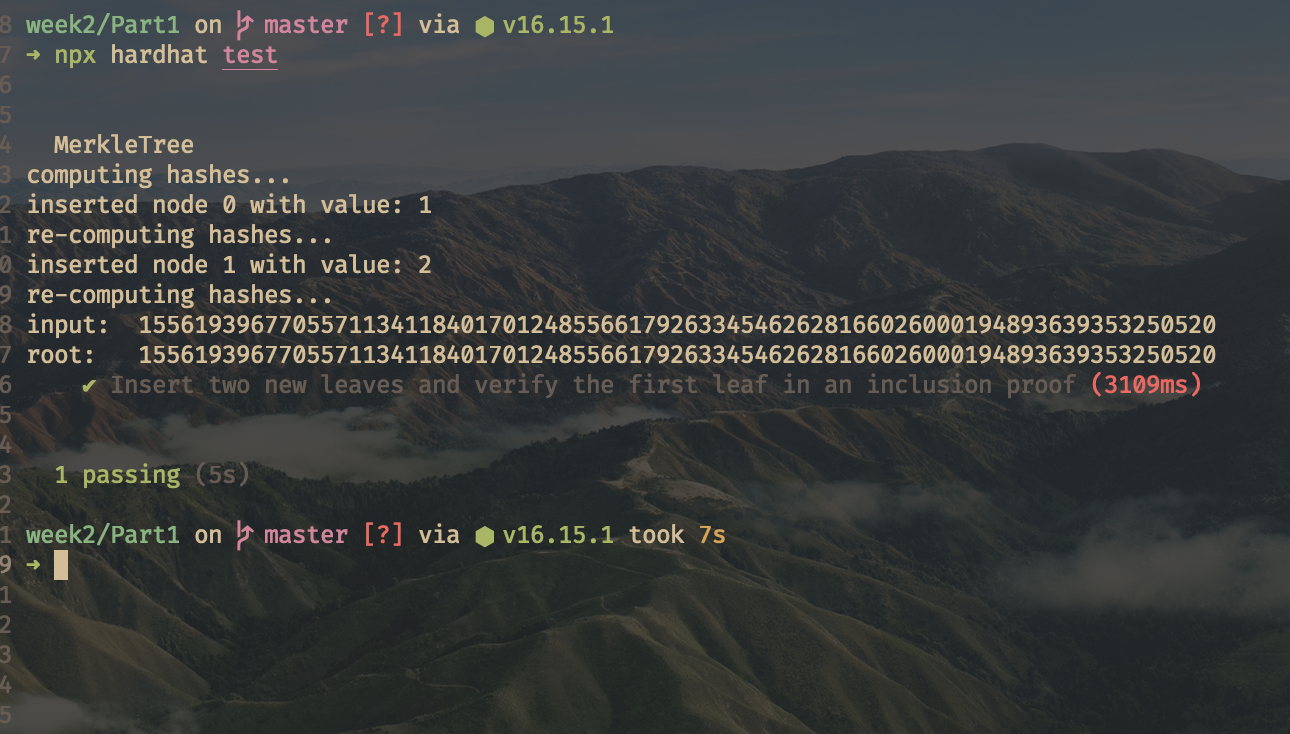 8 week2/Part1 on master [?] via v16.15.1
7 → npx hardhat test
6
5
4 MerkleTree
3 computing hashes...
2 inserted node 0 with value: 1
1 re-computing hashes...
0 inserted node 1 with value: 2
9 re-computing hashes...
8 input: 15561939677055711341184017012485566179263345462628166026000194893639353250520
7 root: 15561939677055711341184017012485566179263345462628166026000194893639353250520
6 ✔ Insert two new leaves and verify the first leaf in an inclusion proof (3109ms)
5
4
3 1 passing (5s)
2
1 week2/Part1 on master [?] via v16.15.1 took 7s
9 →
1
2
3
4
5